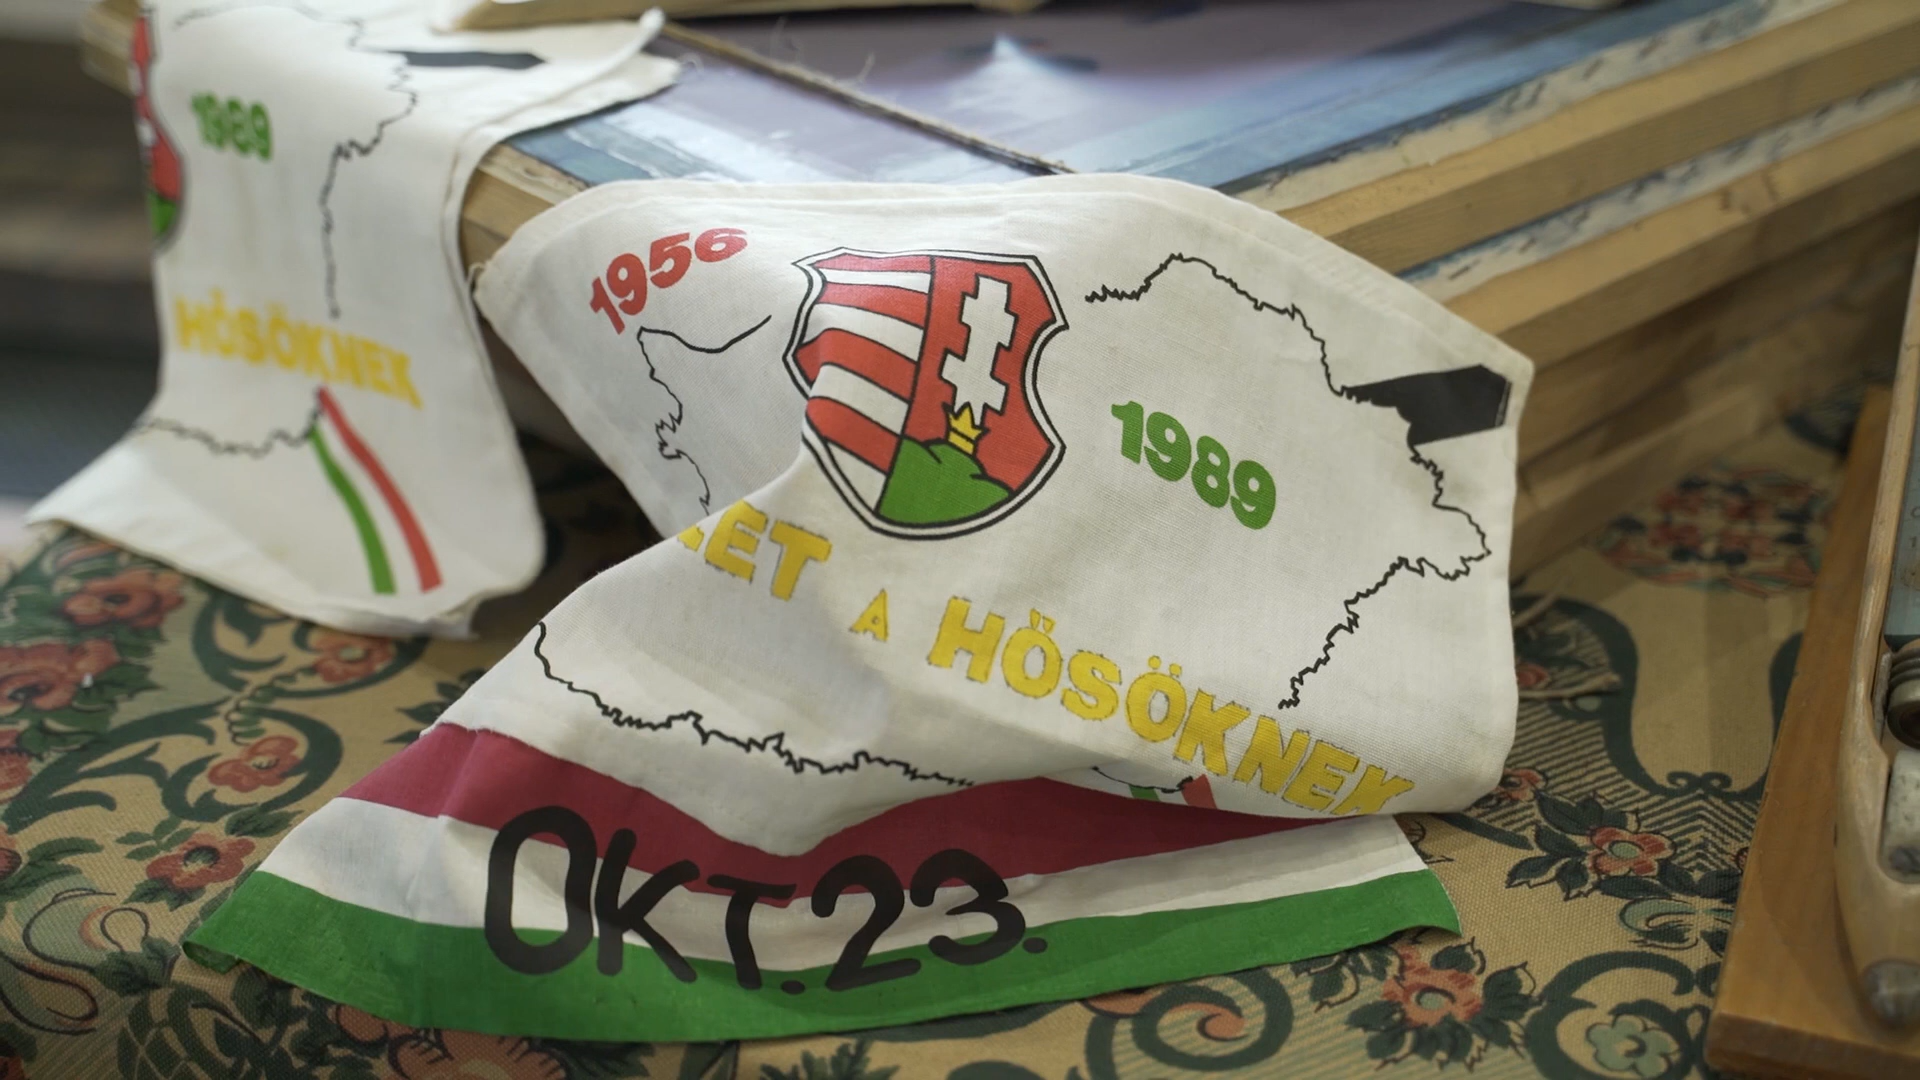 1989
HŐSÖKNEK
1956
1989
ET A HŐSÖKNEK
OKT.23.